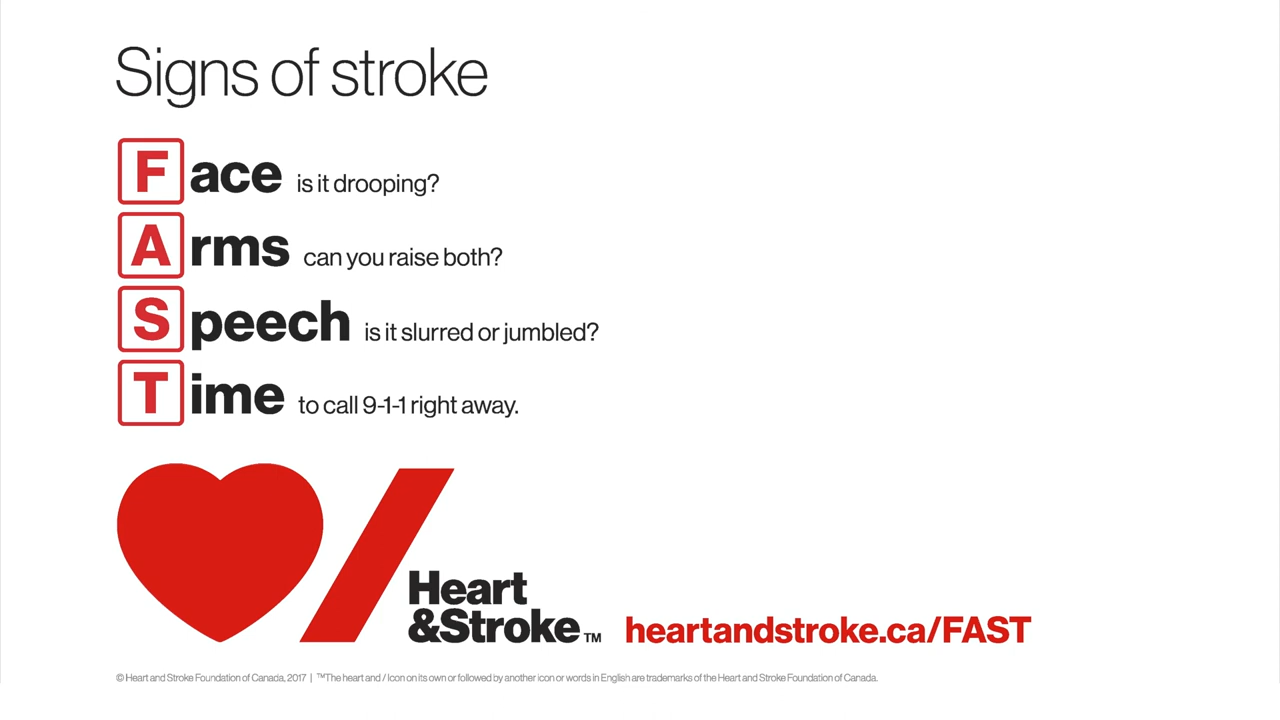 Signs of stroke
Face is it drooping?
Arms can you raise both?
Speech is it slurred or jumbled?
Time to call 9-1-1 right away.
Heart
&Stroke™ heartandstroke.ca/FAST
© Heart and Stroke Foundation of Canada, 2017 | ™The heart and / Icon on its own or followed by another icon or words in English are trademarks of the Heart and Stroke Foundation of Canada.